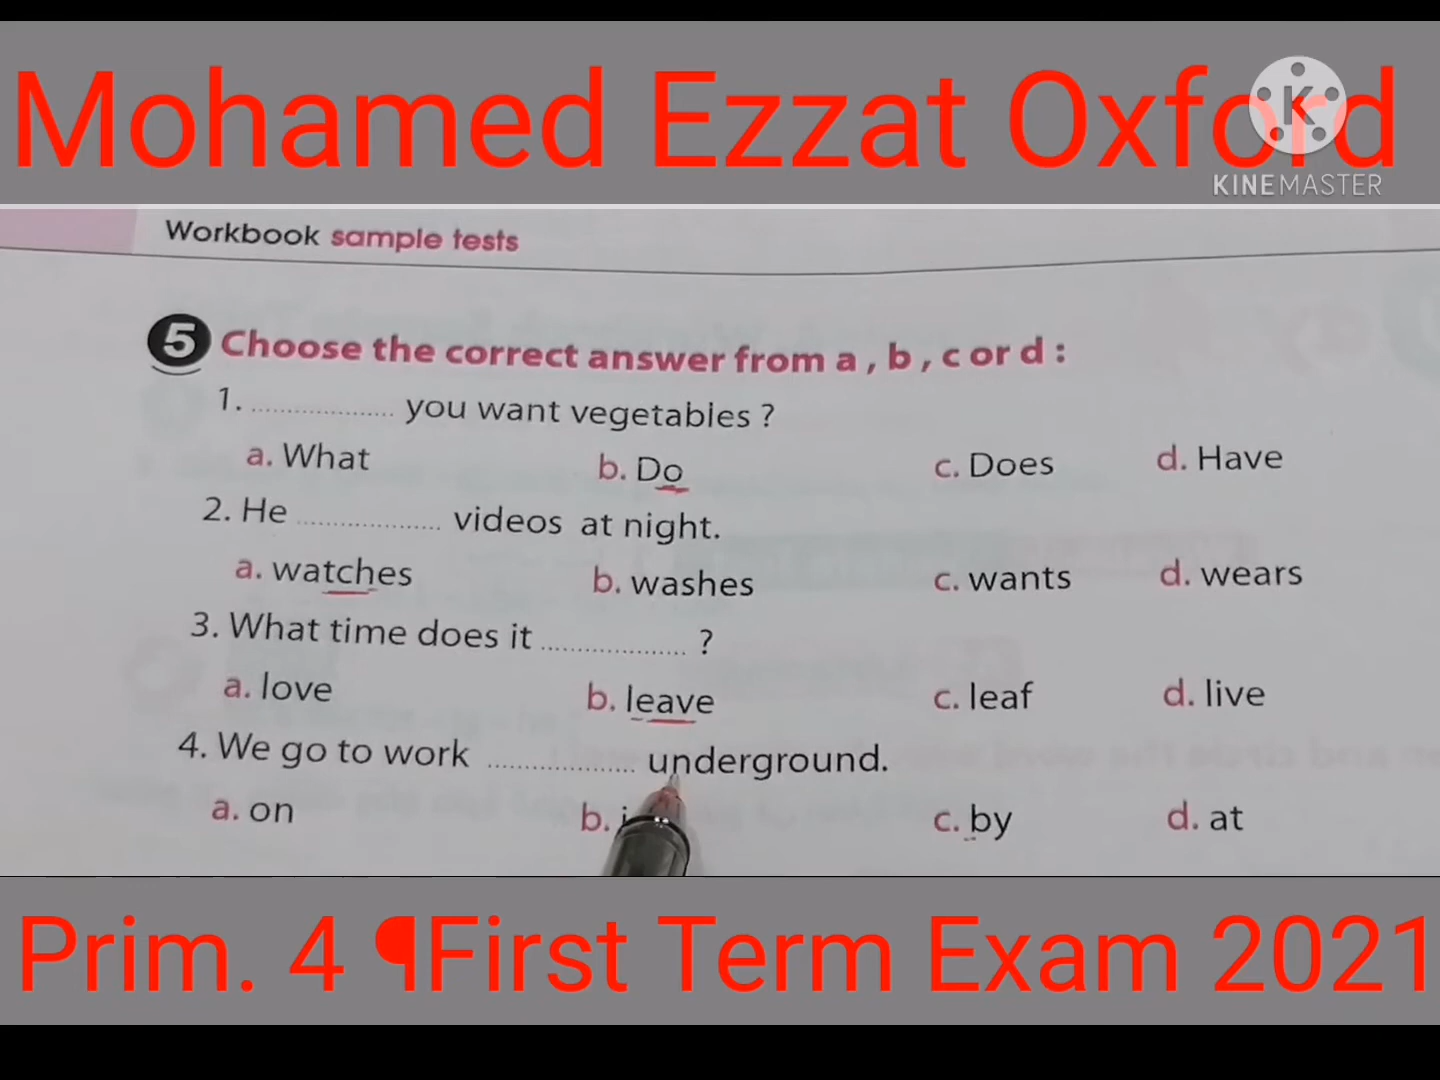 Mohamed Ezzat Oxford
K
KINEMASTER
Workbook sample tests
5 Choose the correct answer from a , b , c or d :
1. .................... you want vegetables ?
a. What b. Do c. Does d. Have
2. He .................... videos at night.
a. watches b. washes c. wants d. wears
3. What time does it .................... ?
a. love b. leave c. leaf d. live
4. We go to work .................... underground.
a. on b. c. by d. at
Prim. 4 ¶First Term Exam 2021